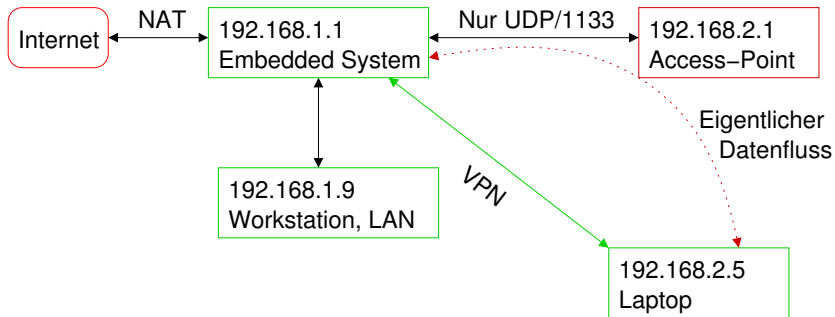 Internet
NAT
192.168.1.1
Embedded System
Nur UDP/1133
192.168.2.1
Access−Point
Eigentlicher
Datenfluss
192.168.1.9
Workstation, LAN
VPN
192.168.2.5
Laptop